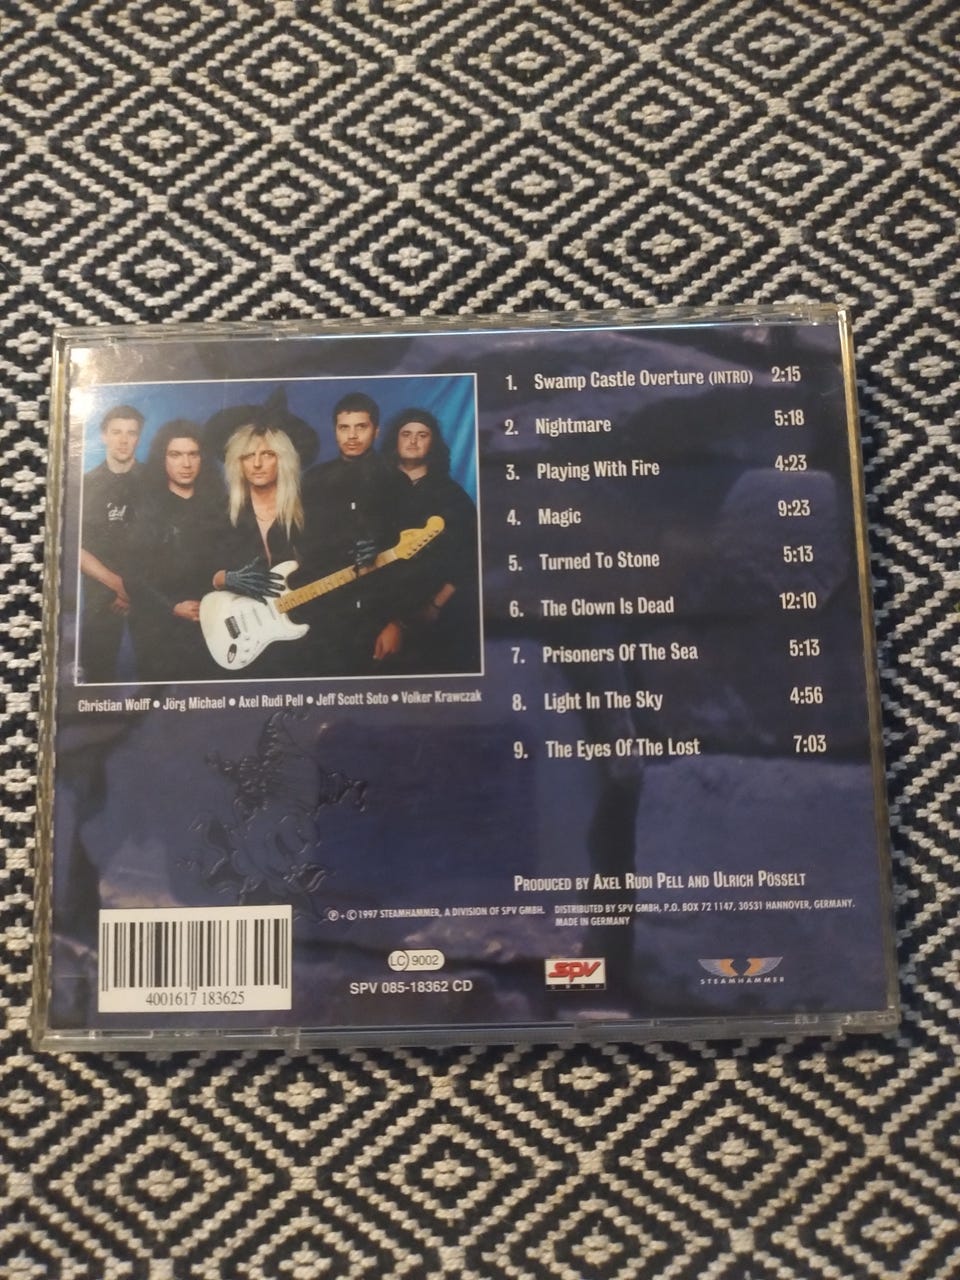 1. Swamp Castle Overture (INTRO) 2:15
2. Nightmare 5:18
3. Playing With Fire 4:23
4. Magic 9:23
5. Turned To Stone 5:13
6. The Clown Is Dead 12:10
7. Prisoners Of The Sea 5:13
8. Light In The Sky 4:56
9. The Eyes Of The Lost 7:03
Christian Wolff • Jörg Michael • Axel Rudi Pell • Jeff Scott Soto • Volker Krawczak
PRODUCED BY AXEL RUDI PELL AND ULRICH PÖSSELT
℗ + © 1997 STEAMHAMMER, A DIVISION OF SPV GMBH. DISTRIBUTED BY SPV GMBH, P.O. BOX 72 1147, 30531 HANNOVER, GERMANY.
MADE IN GERMANY
4001617 183625
LC 9002
SPV 085-18362 CD
SPV
GMBH
STEAMHAMMER